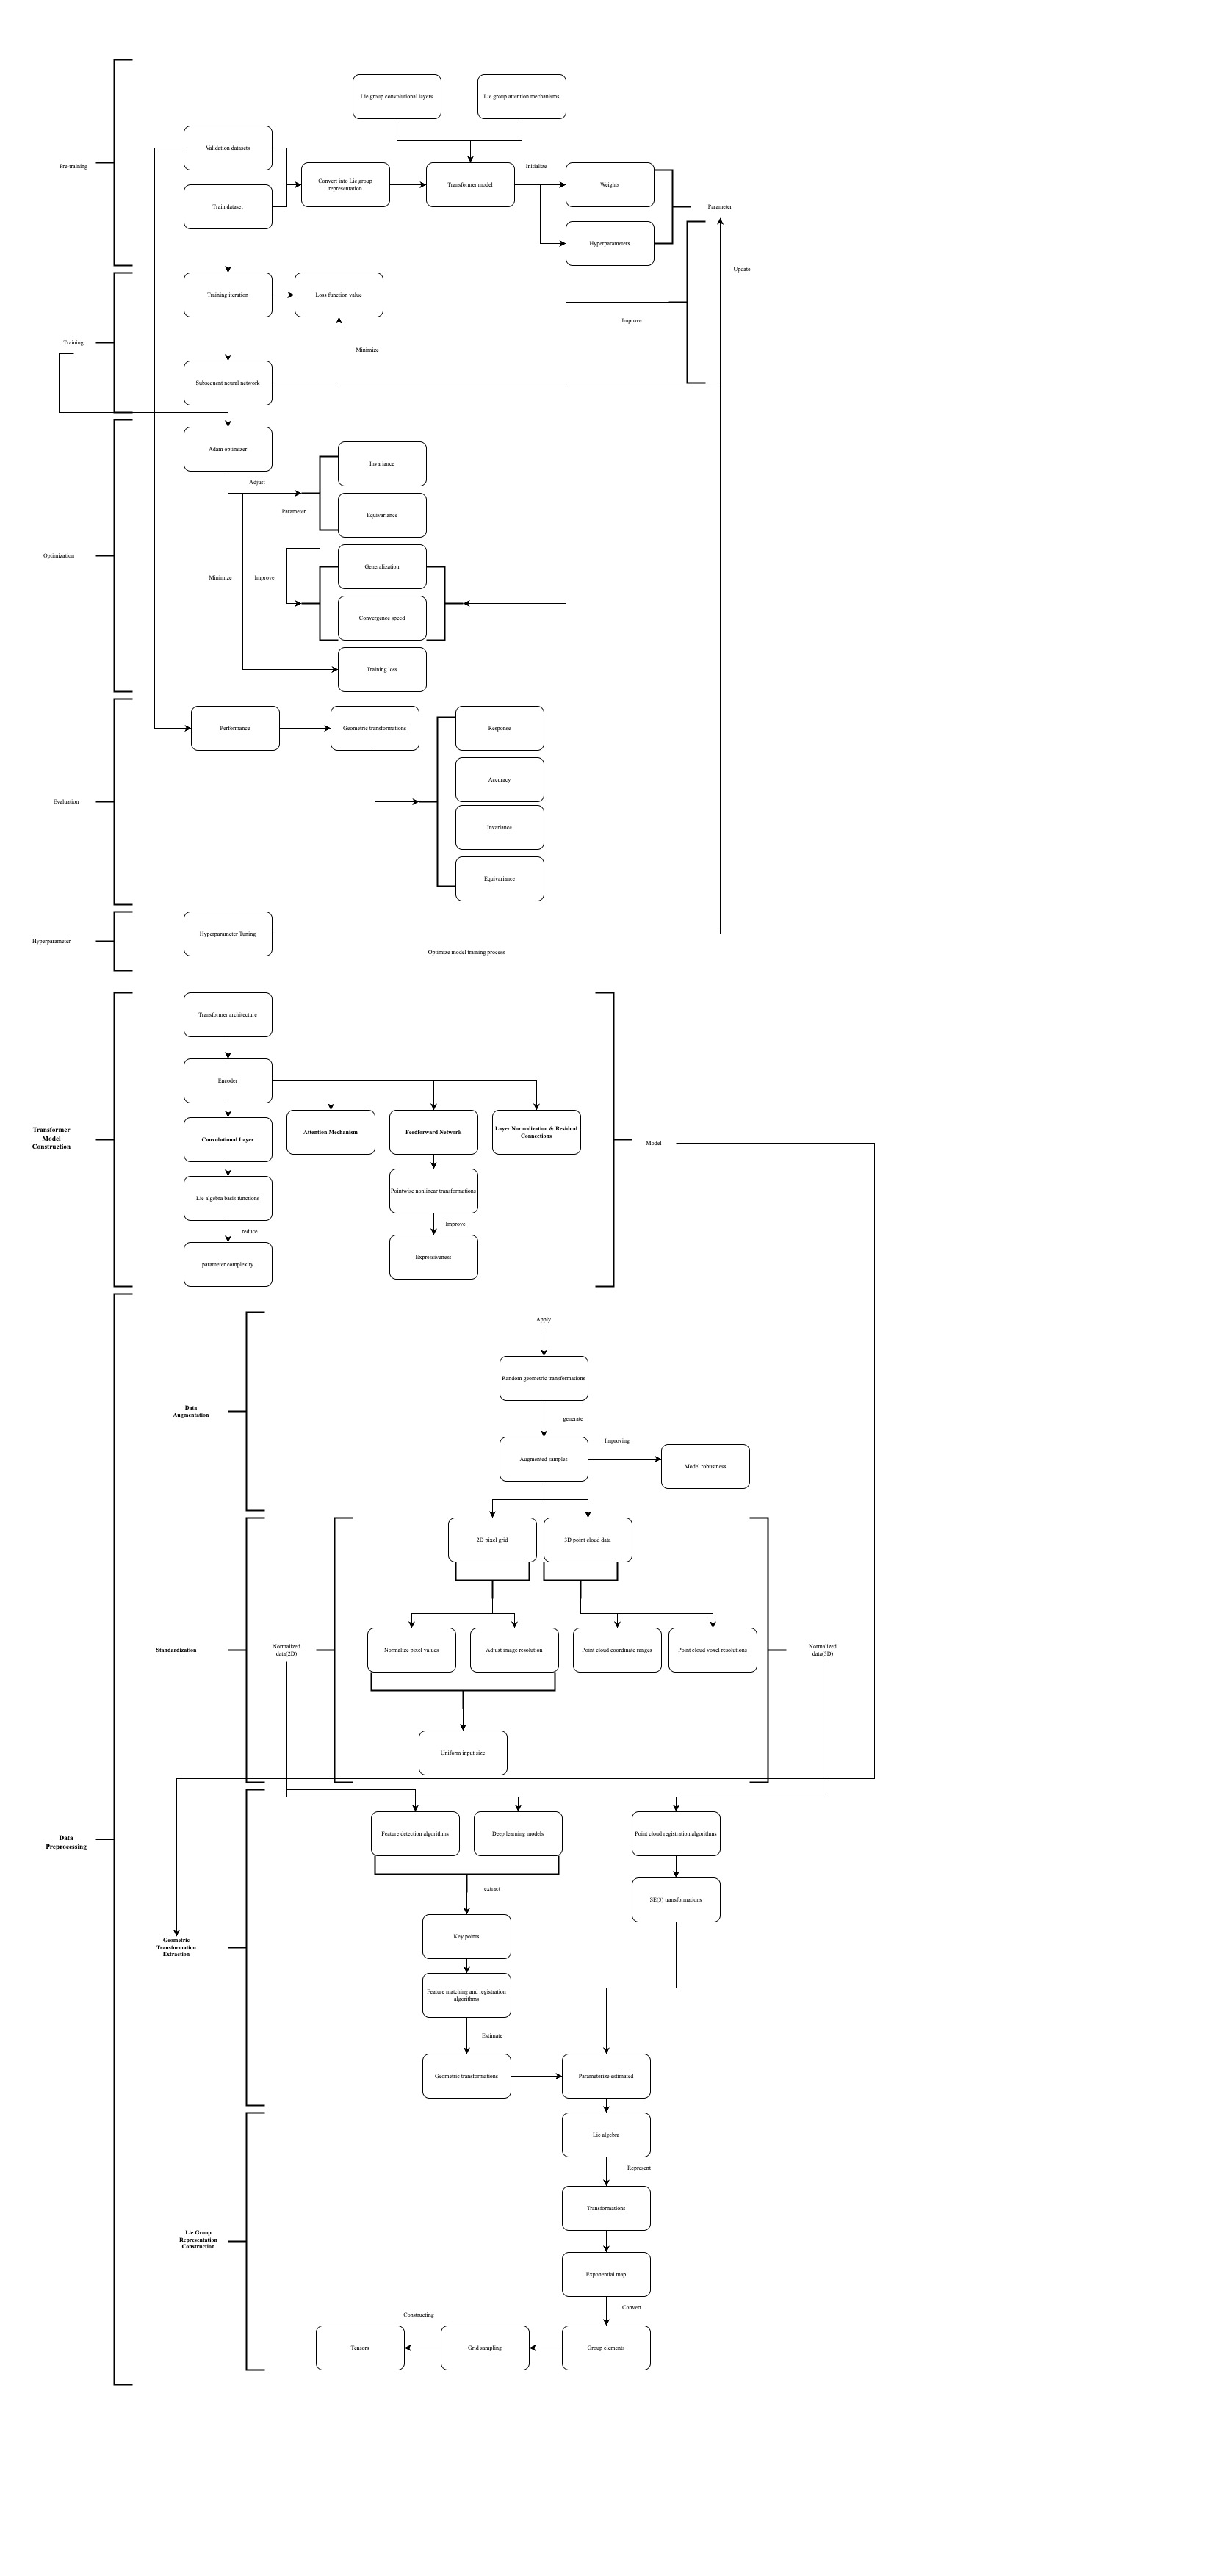 Lie group convolutional layers
Lie group attention mechanisms
Validation datasets
Pre-training
Convert into Lie group
representation
Transformer model
Initialize
Weights
Train dataset
Parameter
Hyperparameters
Update
Training iteration
Loss function value
Improve
Training
Minimize
Subsequent neural network
Adam optimizer
Invariance
Adjust
Parameter
Equivariance
Optimization
Generalization
Minimize
Improve
Convergence speed
Training loss
Performance
Geometric transformations
Response
Accuracy
Evaluation
Invariance
Equivariance
Hyperparameter
Hyperparameter Tuning
Optimize model training process
Transformer architecture
Encoder
Transformer
Model
Construction
Convolutional Layer
Attention Mechanism
Feedforward Network
Layer Normalization & Residual
Connections
Model
Lie algebra basis functions
Pointwise nonlinear transformations
reduce
Improve
parameter complexity
Expressiveness
Apply
Random geometric transformations
Data
Augmentation
generate
Improving
Augmented samples
Model robustness
2D pixel grid
3D point cloud data
Standardization
Normalized
data(2D)
Normalize pixel values
Adjust image resolution
Point cloud coordinate ranges
Point cloud voxel resolutions
Normalized
data(3D)
Uniform input size
Data
Preprocessing
Feature detection algorithms
Deep learning models
Point cloud registration algorithms
extract
SE(3) transformations
Geometric
Transformation
Extraction
Key points
Feature matching and registration
algorithms
Estimate
Geometric transformations
Parameterize estimated
Lie algebra
Represent
Transformations
Lie Group
Representation
Construction
Exponential map
Convert
Constructing
Tensors
Grid sampling
Group elements